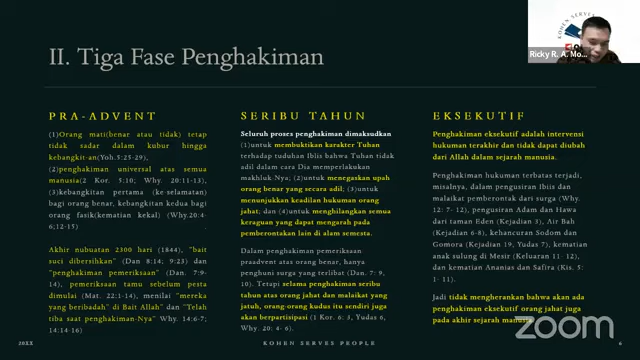 II. Tiga Fase Penghakiman
KOHEN SERVES
Ricky R. A. Mo...
PRA-ADVENT
(1)Orang mati(benar atau tidak) tetap
tidak sadar dalam kubur hingga
kebangkit-an(Yoh.5:25-29),
(2)penghakiman universal atas semua
manusia(2 Kor. 5:10; Why. 20:11-13),
(3)kebangkitan pertama (ke-selamatan)
bagi orang benar, kebangkitan kedua bagi
orang fasik(kematian kekal) (Why.20:4-
6;12-15)
Akhir nubuatan 2300 hari (1844), "bait
suci dibersihkan" (Dan 8:14; 9:23) dan
"penghakiman pemeriksaan" (Dan. 7:9-
14), pemeriksaan tamu sebelum pesta
dimulai (Mat. 22:1-14), menilai "mereka
yang beribadah" di Bait Allah" dan "Telah
tiba saat penghakiman-Nya" Why. 14:6-7;
14:14-16)
SERIBU TAHUN
Seluruh proses penghakiman dimaksudkan
(1)untuk membuktikan karakter Tuhan
terhadap tuduhan Iblis bahwa Tuhan tidak
adil dalam cara Dia memperlakukan
makhluk Nya; (2)untuk menegaskan upah
orang benar yang secara adil; (3)untuk
menunjukkan keadilan hukuman orang
jahat; dan (4)untuk menghilangkan semua
keraguan yang dapat mengarah pada
pemberontakan lain di alam semesta.
Dalam penghakiman pemeriksaan
praadvent atas orang benar, hanya
penghuni surga yang terlibat (Dan. 7: 9,
10). Tetapi selama penghakiman seribu
tahun atas orang jahat dan malaikat yang
jatuh, orang-orang kudus itu sendiri juga
akan berpartisipasi (1 Kor. 6: 3, Yudas 6,
Why. 20: 4- 6).
EKSEKUTIF
Penghakiman eksekutif adalah intervensi
hukuman terakhir dan tidak dapat diubah
dari Allah dalam sejarah manusia.
Penghakiman hukuman terbatas terjadi,
misalnya, dalam pengusiran Iblis dan
malaikat pemberontak dari surga (Why.
12: 7- 12), pengusiran Adam dan Hawa
dari taman Eden (Kejadian 3), Air Bah
(Kejadian 6-8), kehancuran Sodom dan
Gomora (Kejadian 19; Yudas 7), kematian
anak sulung di Mesir (Keluaran 11- 12),
dan kematian Ananias dan Safira (Kis. 5:
1- 11).
Jadi tidak mengherankan bahwa akan ada
penghakiman eksekutif orang jahat juga
pada akhir sejarah manusia.
zoom
20XX
KOHEN SERVES PEOPLE
6